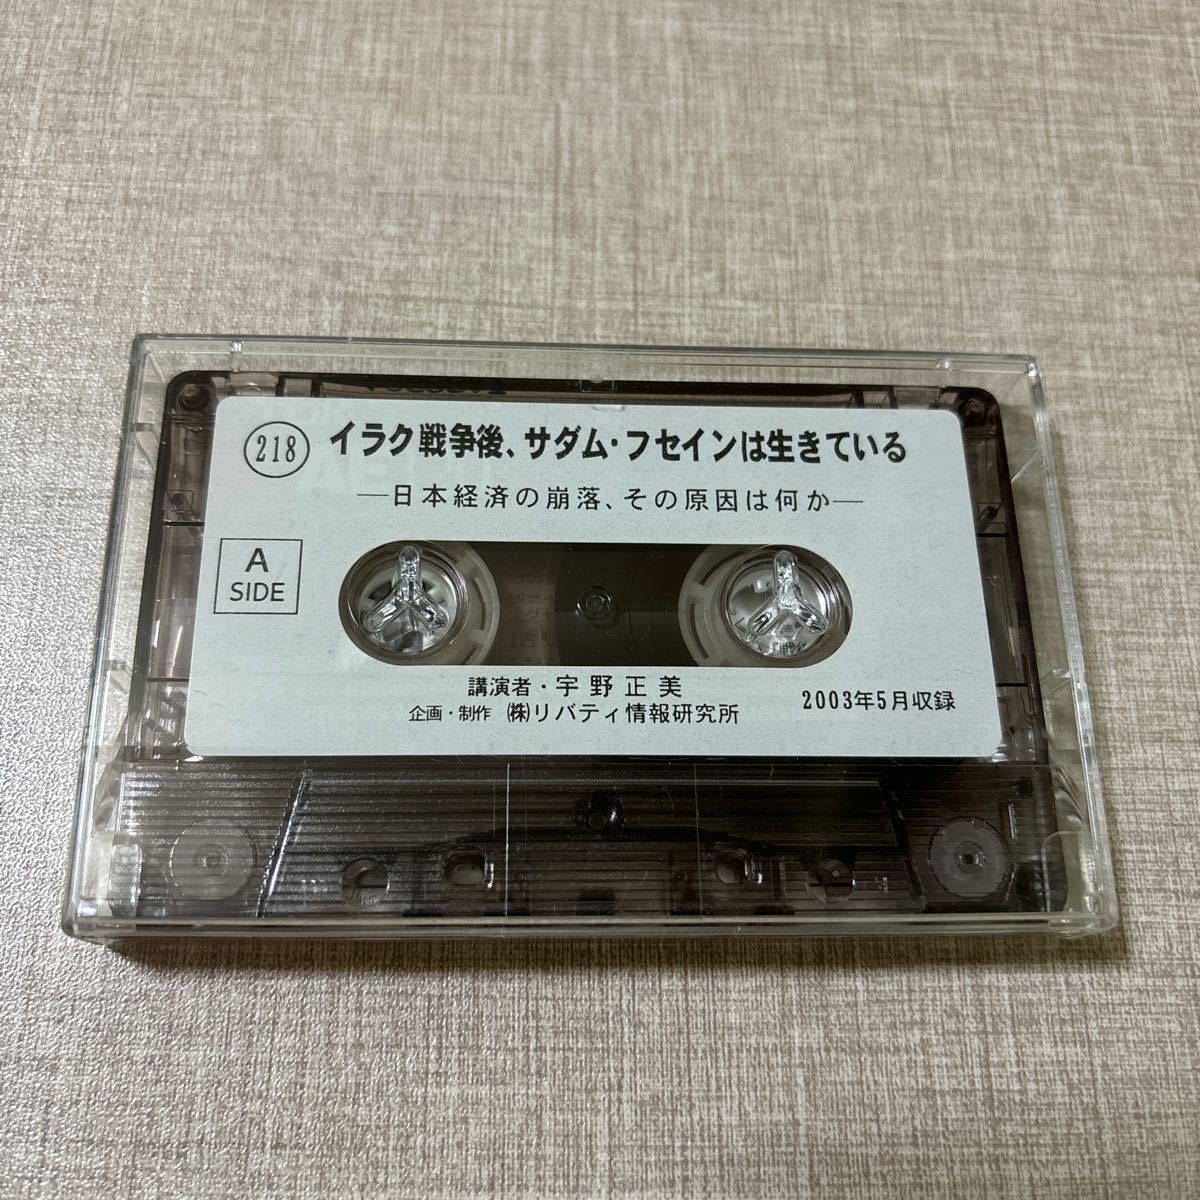 218 イラク戦争後、サダム・フセインは生きている
―日本経済の崩落、その原因は何か―
A
SIDE
講演者・宇野正美
企画・制作 ㈱リバティ情報研究所
2003年5月収録